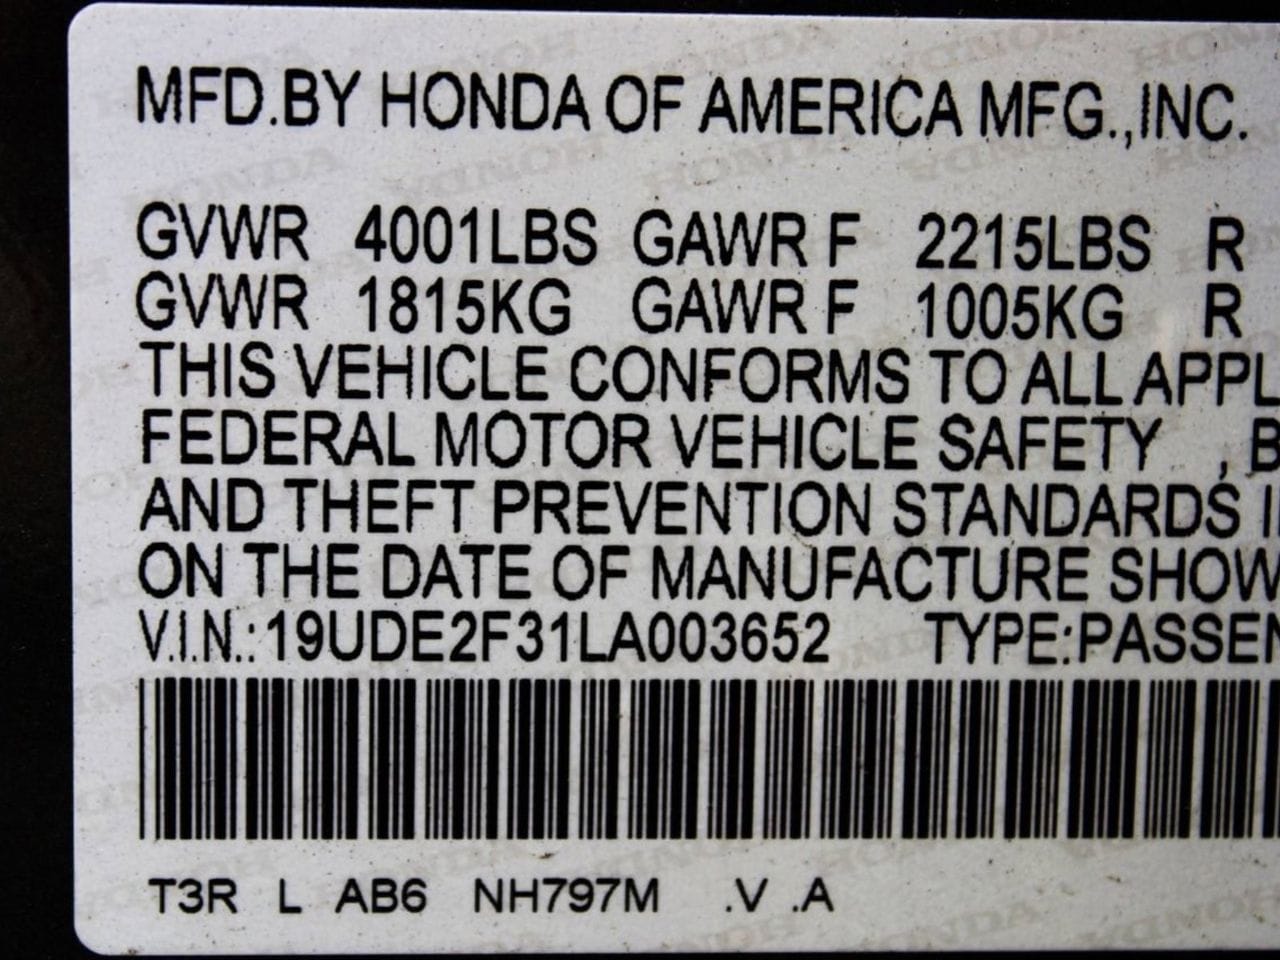 MFD.BY HONDA OF AMERICA MFG.,INC.
GVWR 4001LBS GAWR F 2215LBS R
GVWR 1815KG GAWR F 1005KG R
THIS VEHICLE CONFORMS TO ALL APPL
FEDERAL MOTOR VEHICLE SAFETY , B
AND THEFT PREVENTION STANDARDS I
ON THE DATE OF MANUFACTURE SHOW
V.I.N.:19UDE2F31LA003652 TYPE:PASSEN
T3R L AB6 NH797M .V .A